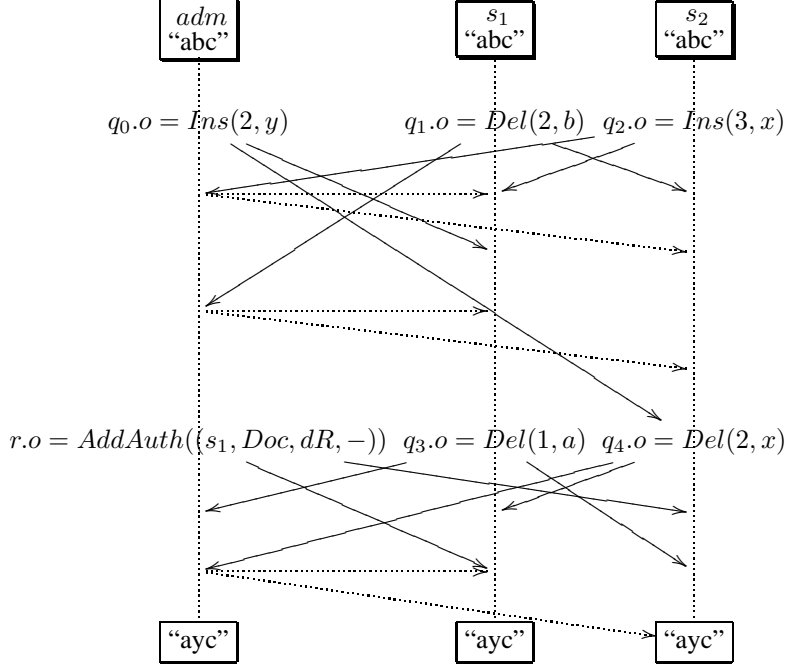 adm s₁ s₂
“abc” “abc” “abc”
q₀.o = Ins(2, y) q₁.o = Del(2, b) q₂.o = Ins(3, x)
r.o = AddAuth((s₁, Doc, dR, −)) q₃.o = Del(1, a) q₄.o = Del(2, x)
“ayc” “ayc” “ayc”